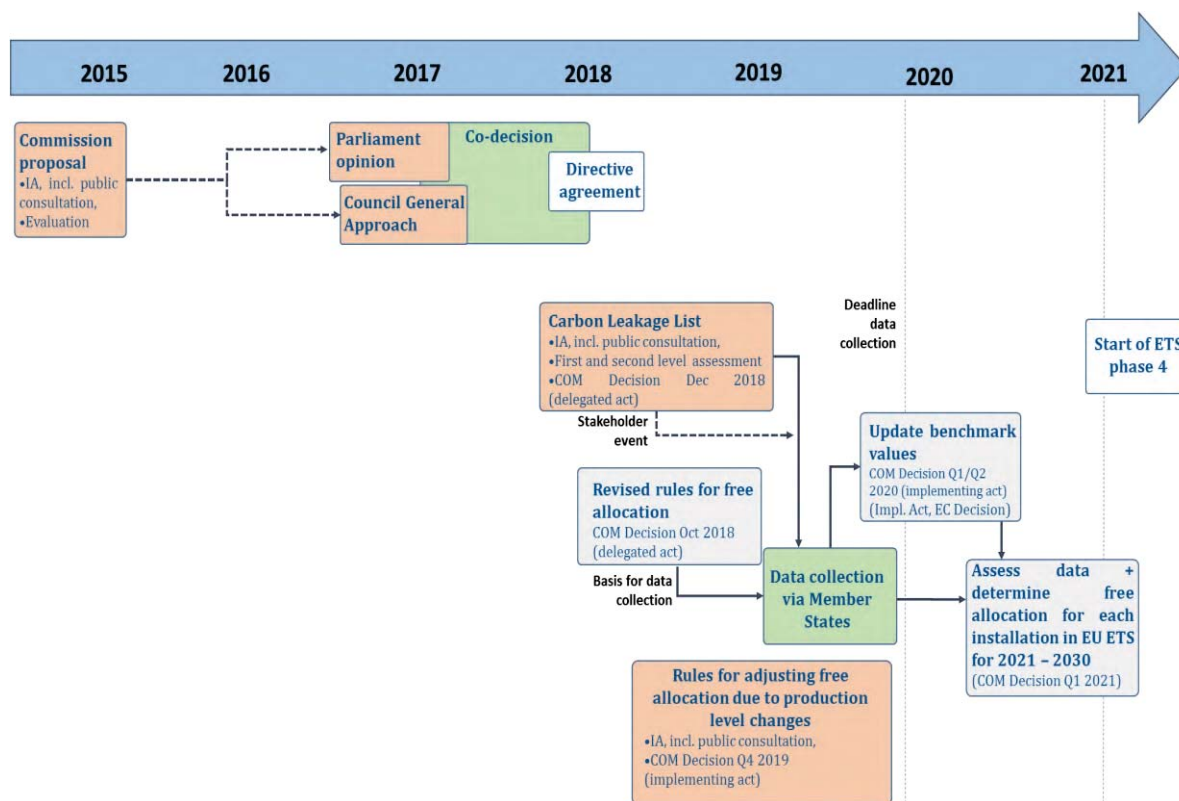 2015 2016 2017 2018 2019 2020 2021
Commission
proposal
•IA, incl. public
consultation,
•Evaluation
Parliament
opinion
Council General
Approach
Co-decision
Directive
agreement
Carbon Leakage List
•IA, incl. public consultation,
•First and second level assessment
•COM Decision Dec 2018
(delegated act)
Stakeholder
event
Deadline
data
collection
Start of ETS
phase 4
Revised rules for free
allocation
COM Decision Oct 2018
(delegated act)
Basis for data
collection
Data collection
via Member
States
Update benchmark
values
COM Decision Q1/Q2
2020 (implementing act)
(Impl. Act, EC Decision)
Assess data +
determine free
allocation for each
installation in EU ETS
for 2021 – 2030
(COM Decision Q1 2021)
Rules for adjusting free
allocation due to production
level changes
•IA, incl. public consultation,
•COM Decision Q4 2019
(implementing act)